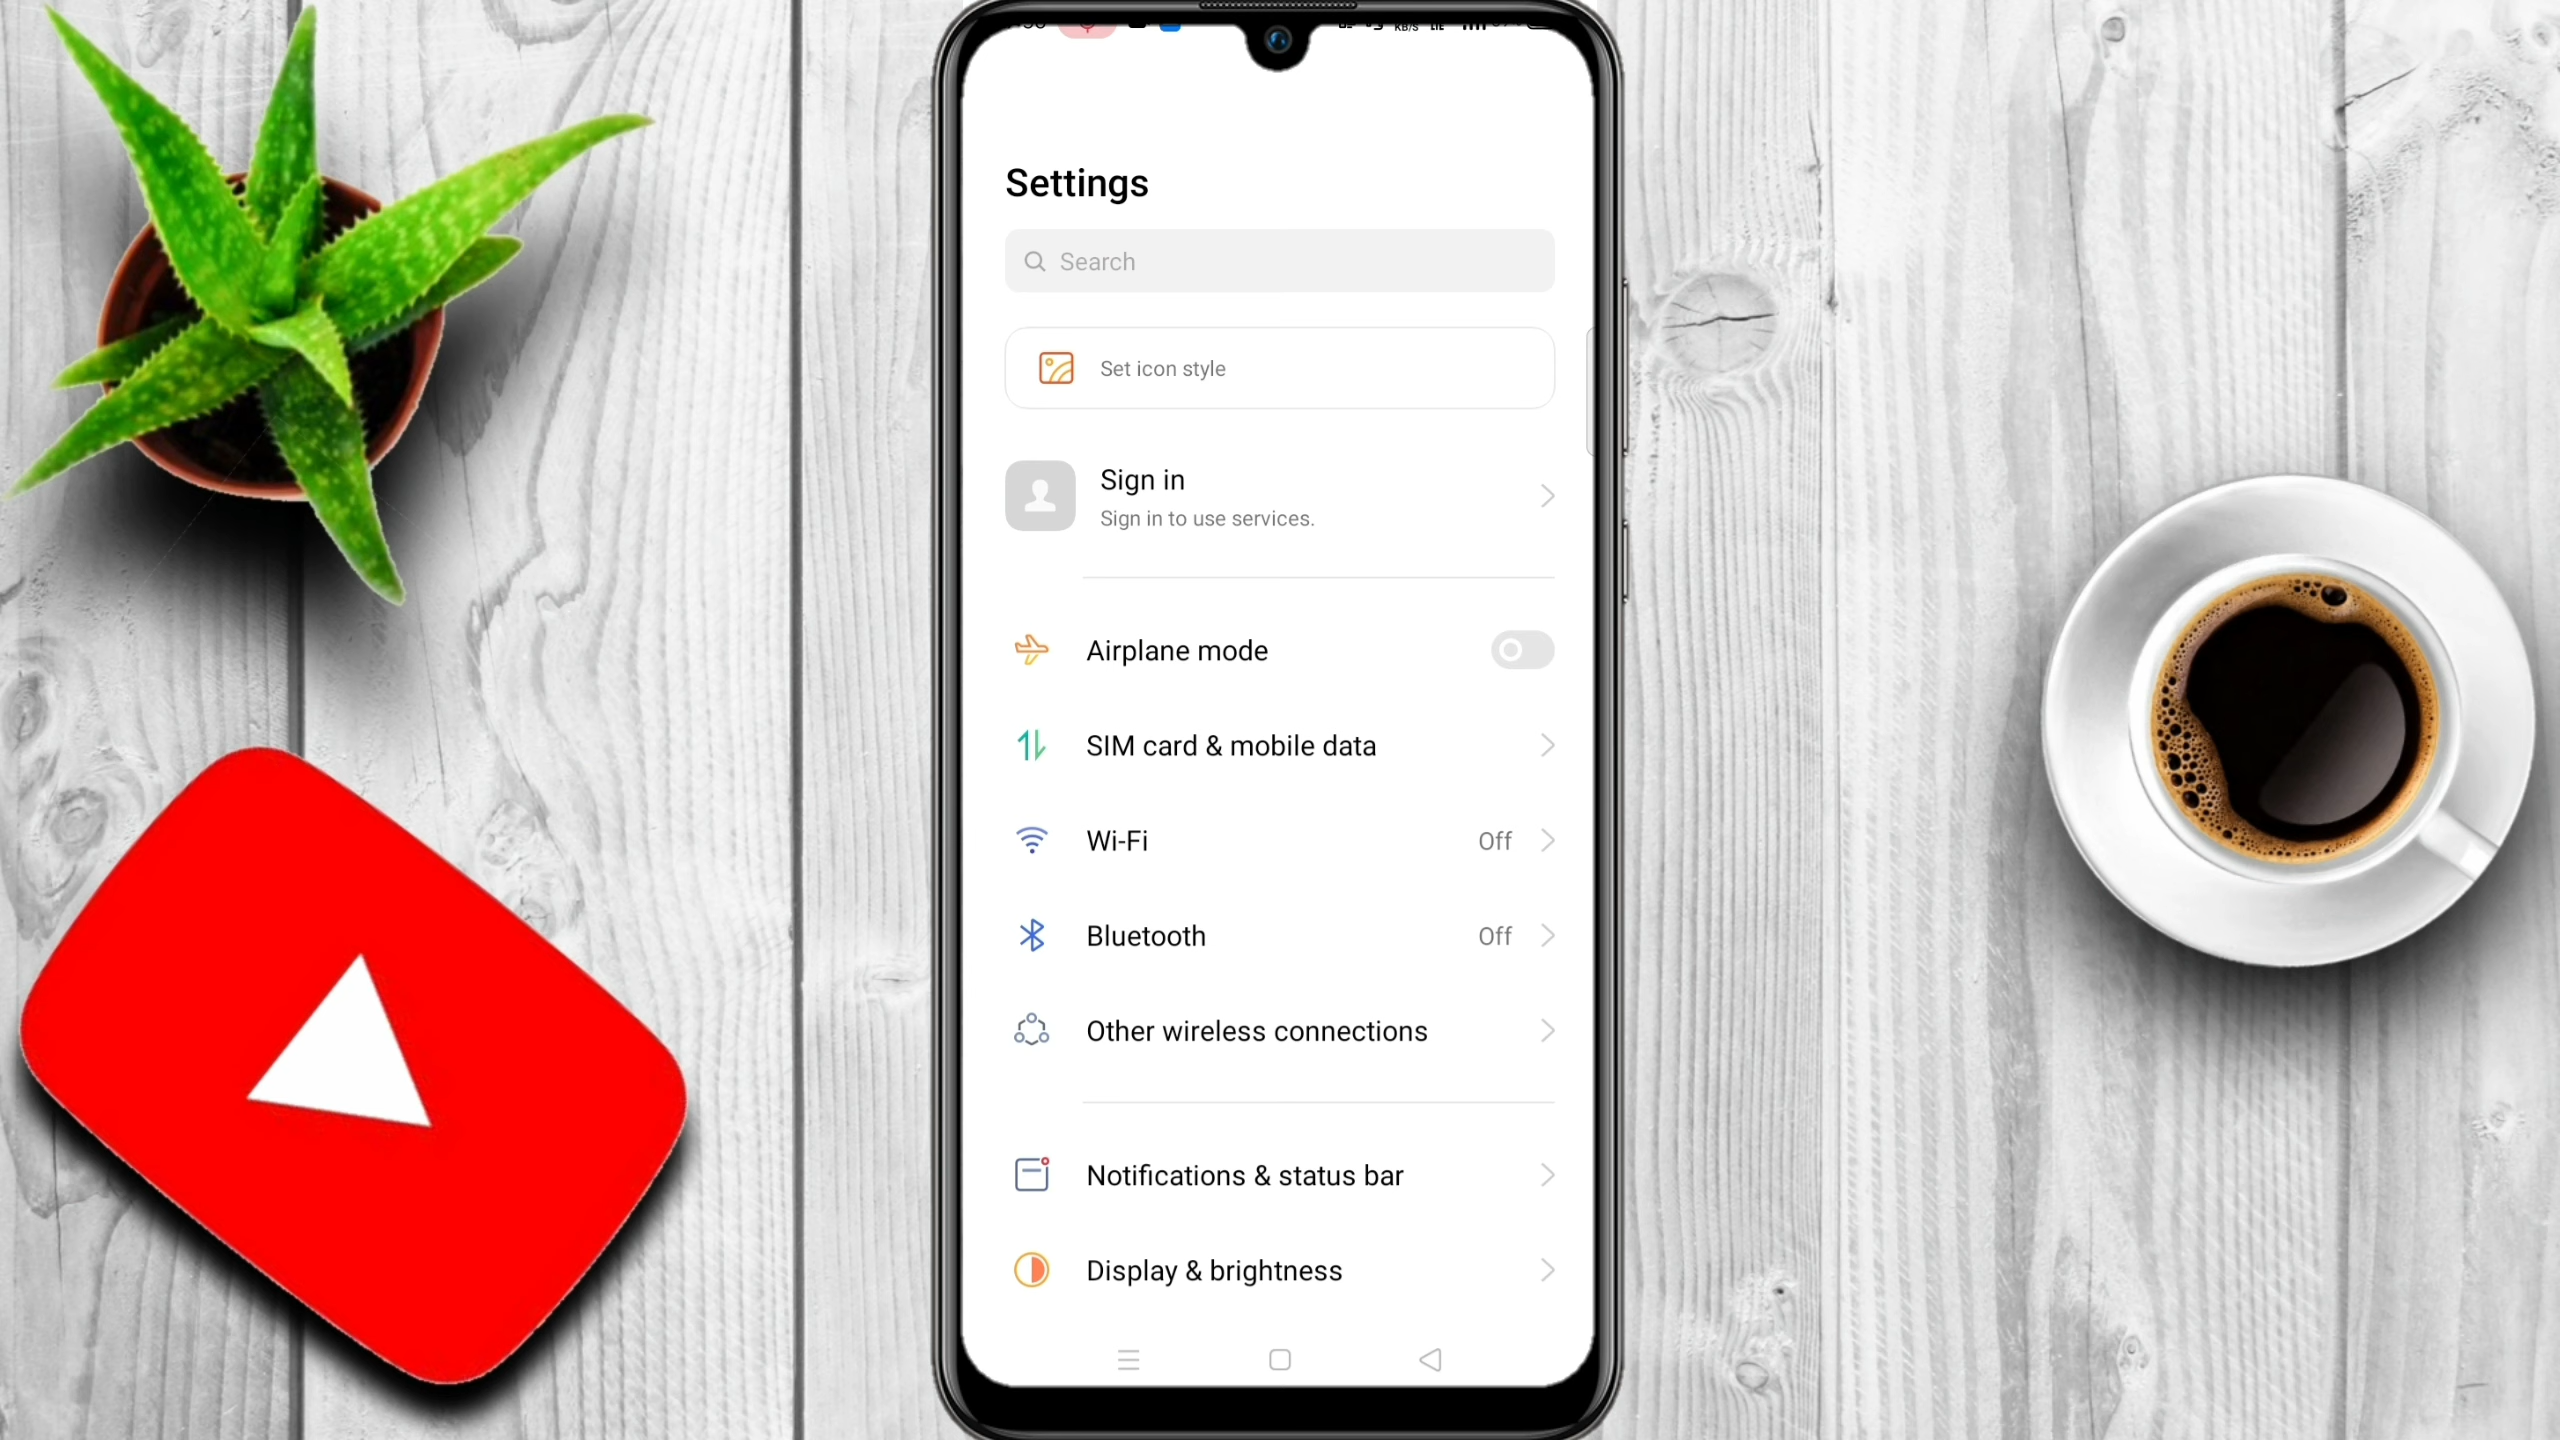 KB/S
Settings
Search
Set icon style
Sign in
Sign in to use services.
Airplane mode
SIM card & mobile data
Wi-Fi Off
Bluetooth Off
Other wireless connections
Notifications & status bar
Display & brightness